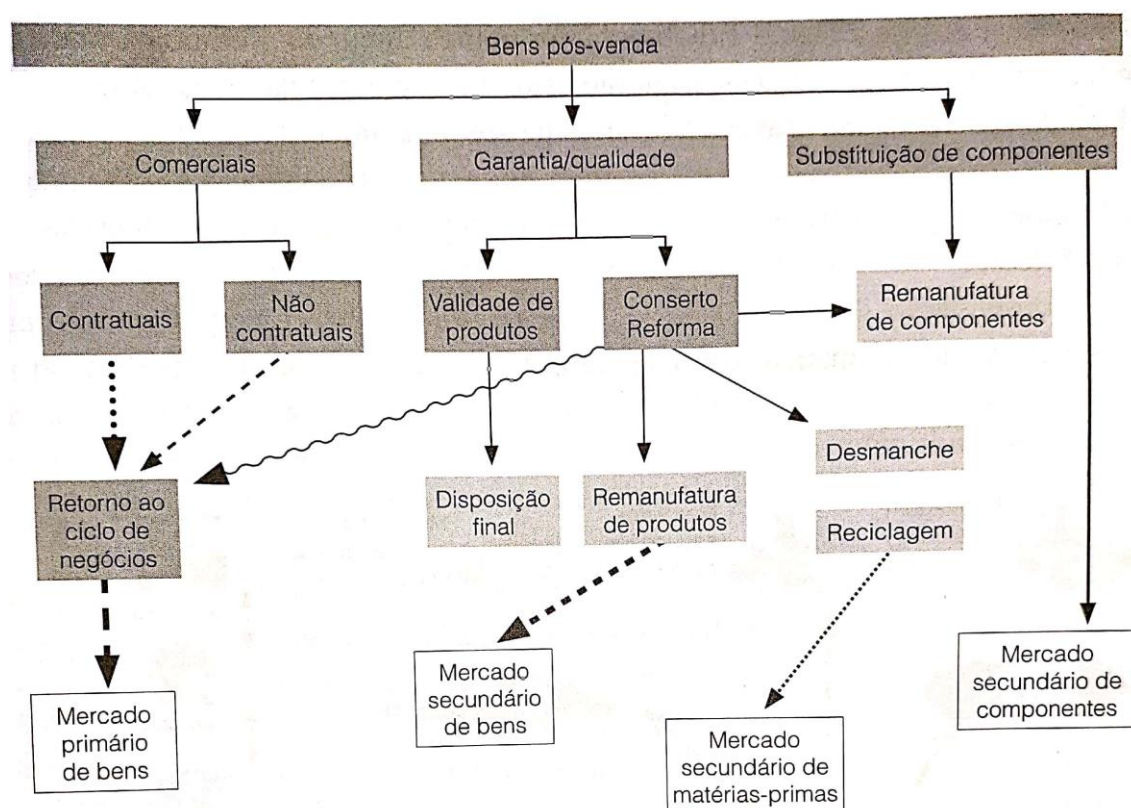 Bens pós-venda
Comerciais
Garantia/qualidade
Substituição de componentes
Contratuais
Não
contratuais
Validade de
produtos
Conserto
Reforma
Remanufatura
de componentes
Retorno ao
ciclo de
negócios
Disposição
final
Remanufatura
de produtos
Desmanche
Reciclagem
Mercado
primário
de bens
Mercado
secundário
de bens
Mercado
secundário de
matérias-primas
Mercado
secundário de
componentes